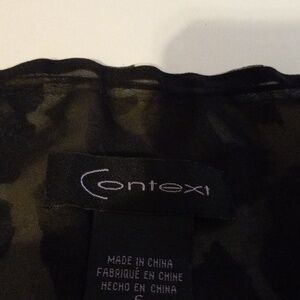 Context
MADE IN CHINA
FABRIQUÉ EN CHINE
HECHO EN CHINA
S